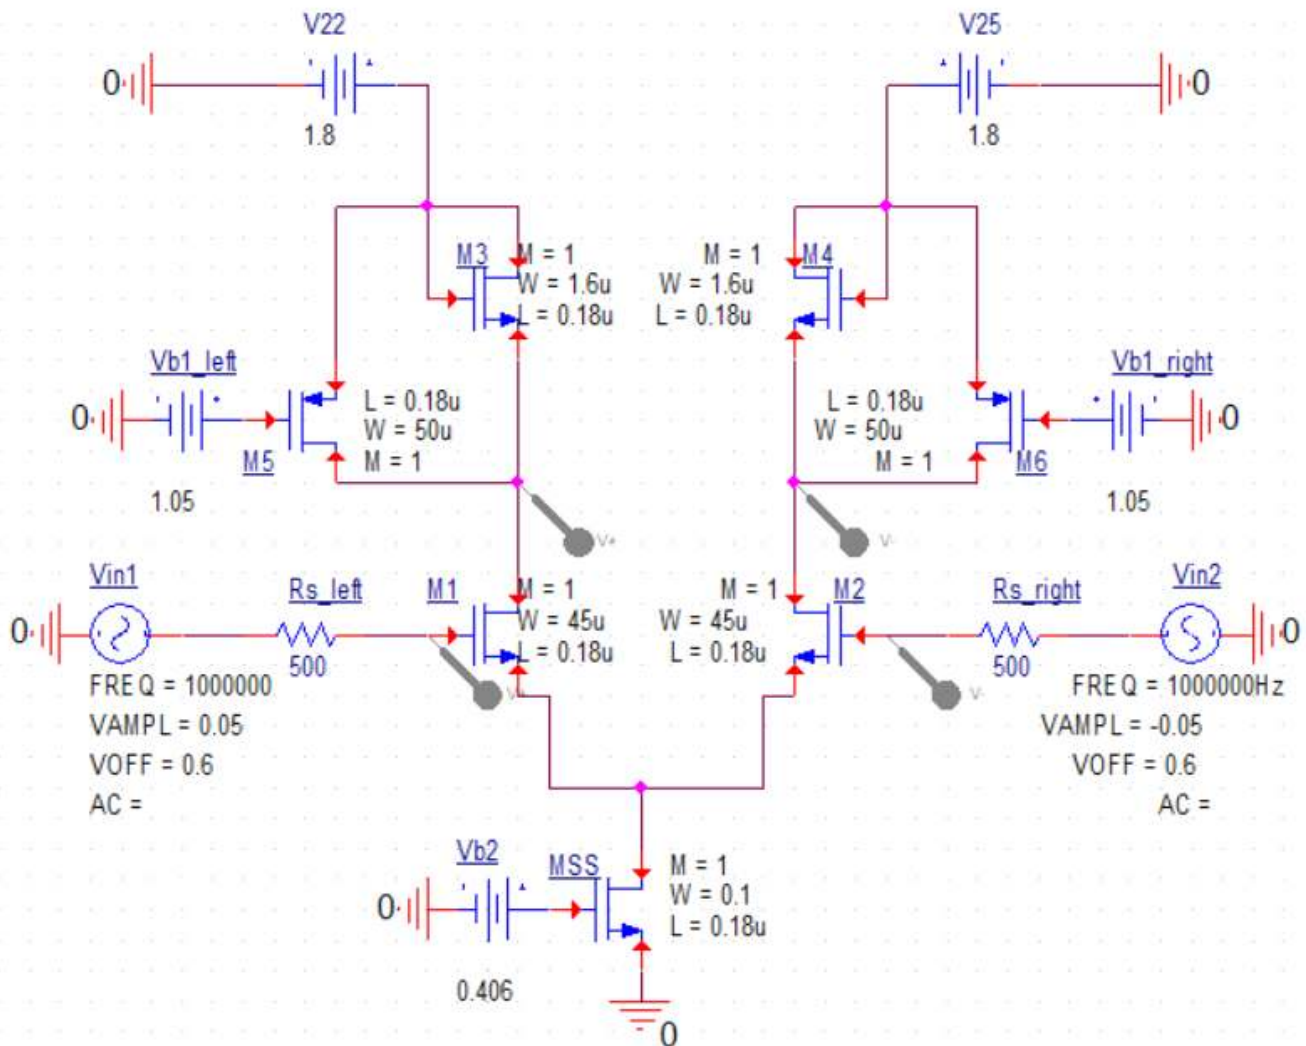 V22
V25
0
0
1.8
1.8
M3
M = 1
W = 1.6u
L = 0.18u
M = 1
M4
W = 1.6u
L = 0.18u
Vb1_left
Vb1_right
0
L = 0.18u
W = 50u
M = 1
M5
L = 0.18u
W = 50u
M = 1
M6
0
1.05
1.05
V+
V-
Vin1
Rs_left
M1
M = 1
W = 45u
L = 0.18u
M = 1
M2
W = 45u
L = 0.18u
Rs_right
Vin2
0
500
500
0
FREQ = 1000000
VAMPL = 0.05
VOFF = 0.6
AC =
V+
V-
FREQ = 1000000Hz
VAMPL = -0.05
VOFF = 0.6
AC =
Vb2
MSS
M = 1
W = 0.1
L = 0.18u
0
0.406
0